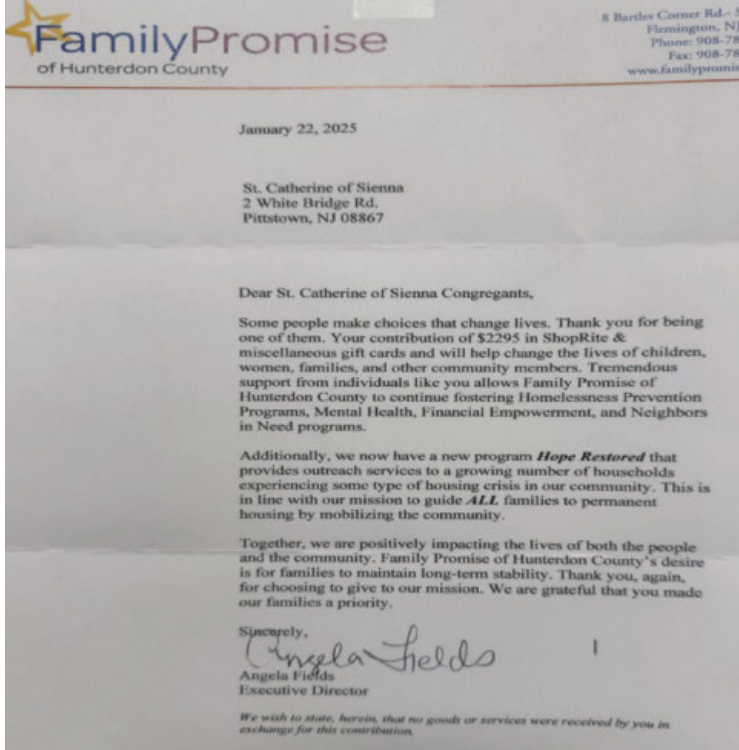 FamilyPromise
of Hunterdon County
8 Bartles Corner Rd.-
Flemington, NJ
Phone: 908-78
Fax: 908-78
www.familypromis
January 22, 2025
St. Catherine of Sienna
2 White Bridge Rd.
Pittstown, NJ 08867
Dear St. Catherine of Sienna Congregants,
Some people make choices that change lives. Thank you for being
one of them. Your contribution of $2295 in ShopRite &
miscellaneous gift cards and will help change the lives of children,
women, families, and other community members. Tremendous
support from individuals like you allows Family Promise of
Hunterdon County to continue fostering Homelessness Prevention
Programs, Mental Health, Financial Empowerment, and Neighbors
in Need programs.
Additionally, we now have a new program Hope Restored that
provides outreach services to a growing number of households
experiencing some type of housing crisis in our community. This is
in line with our mission to guide ALL families to permanent
housing by mobilizing the community.
Together, we are positively impacting the lives of both the people
and the community. Family Promise of Hunterdon County's desire
is for families to maintain long-term stability. Thank you, again,
for choosing to give to our mission. We are grateful that you made
our families a priority.
Sincerely,
Angela Fields
Angela Fields
Executive Director
We wish to state, herein, that no goods or services were received by you in
exchange for this contribution.